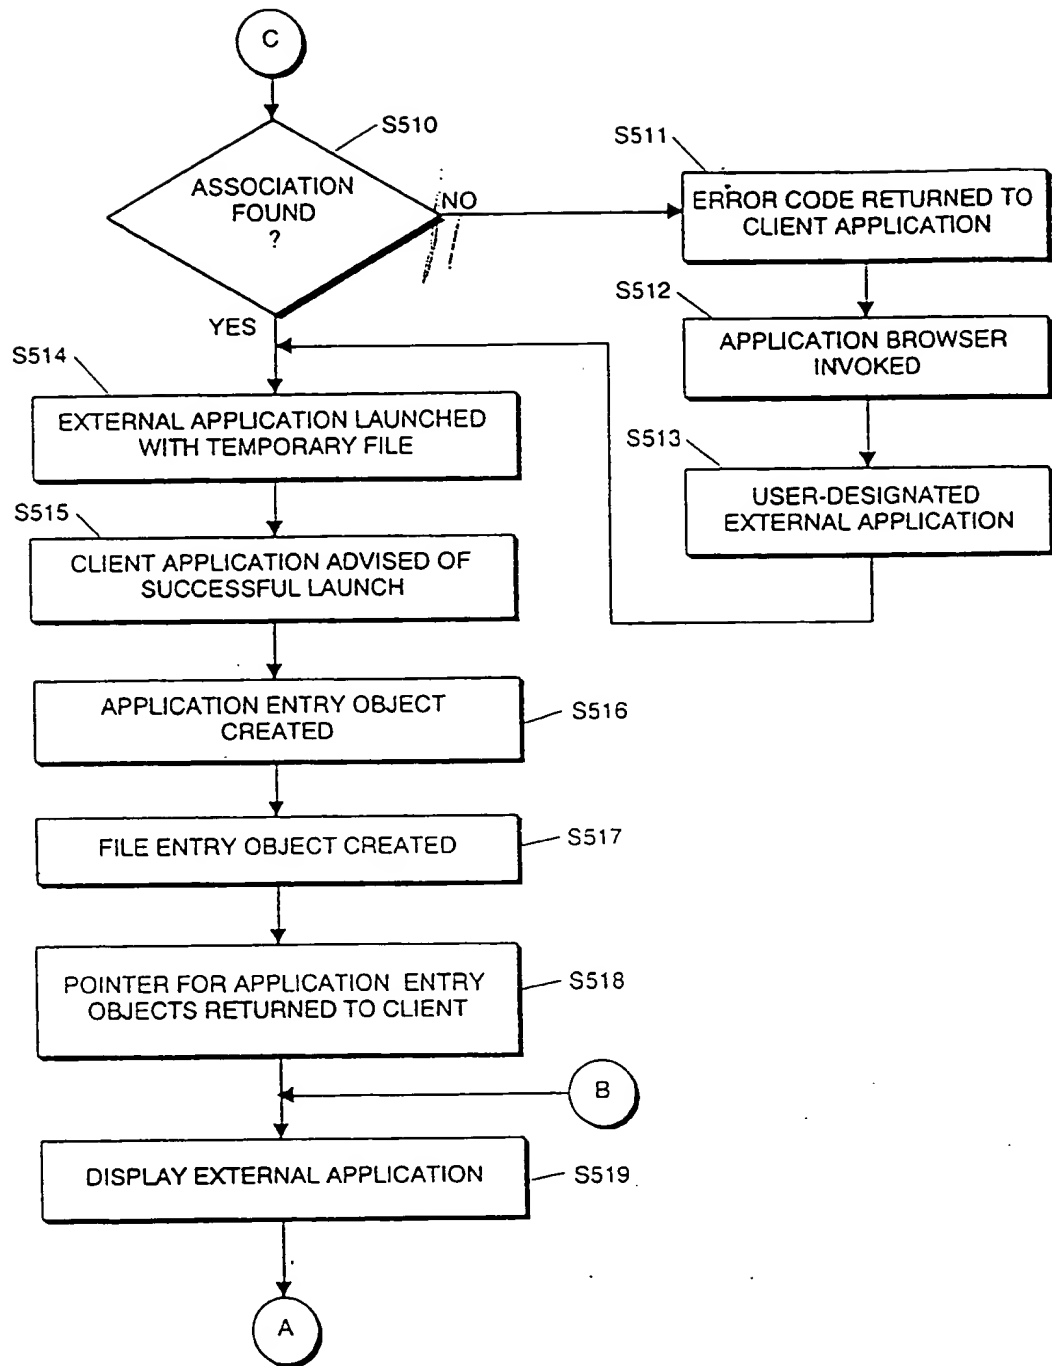 C
S510
ASSOCIATION
FOUND
?
NO
YES
S511
ERROR CODE RETURNED TO
CLIENT APPLICATION
S512
APPLICATION BROWSER
INVOKED
S513
USER-DESIGNATED
EXTERNAL APPLICATION
S514
EXTERNAL APPLICATION LAUNCHED
WITH TEMPORARY FILE
S515
CLIENT APPLICATION ADVISED OF
SUCCESSFUL LAUNCH
APPLICATION ENTRY OBJECT
CREATED
S516
FILE ENTRY OBJECT CREATED
S517
POINTER FOR APPLICATION ENTRY
OBJECTS RETURNED TO CLIENT
S518
B
DISPLAY EXTERNAL APPLICATION
S519
A